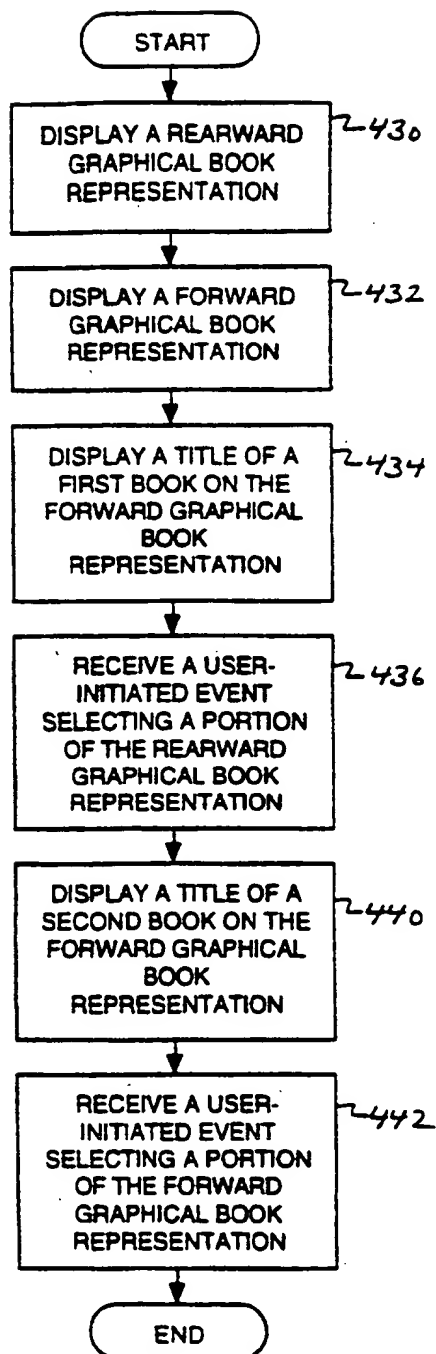 START
DISPLAY A REARWARD
GRAPHICAL BOOK
REPRESENTATION
430
DISPLAY A FORWARD
GRAPHICAL BOOK
REPRESENTATION
432
DISPLAY A TITLE OF A
FIRST BOOK ON THE
FORWARD GRAPHICAL
BOOK
REPRESENTATION
434
RECEIVE A USER-
INITIATED EVENT
SELECTING A PORTION
OF THE REARWARD
GRAPHICAL BOOK
REPRESENTATION
436
DISPLAY A TITLE OF A
SECOND BOOK ON THE
FORWARD GRAPHICAL
BOOK
REPRESENTATION
440
RECEIVE A USER-
INITIATED EVENT
SELECTING A PORTION
OF THE FORWARD
GRAPHICAL BOOK
REPRESENTATION
442
END